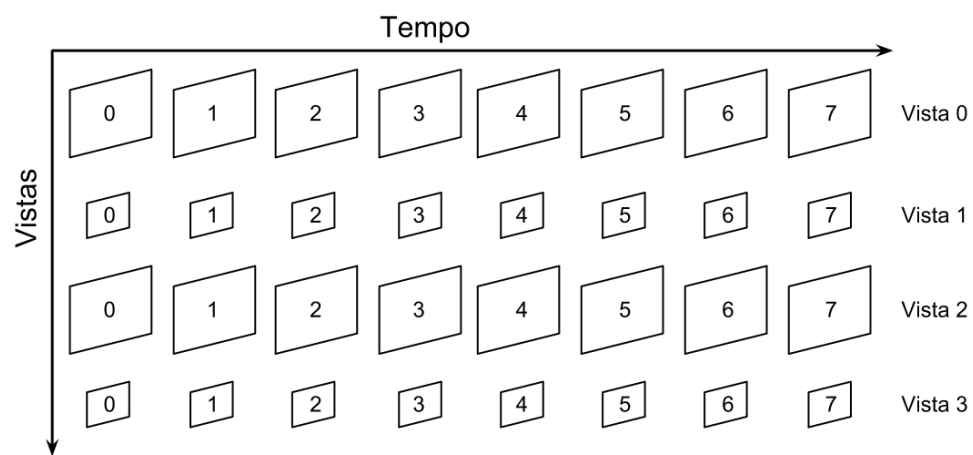 Tempo
Vistas
0 1 2 3 4 5 6 7 Vista 0
0 1 2 3 4 5 6 7 Vista 1
0 1 2 3 4 5 6 7 Vista 2
0 1 2 3 4 5 6 7 Vista 3